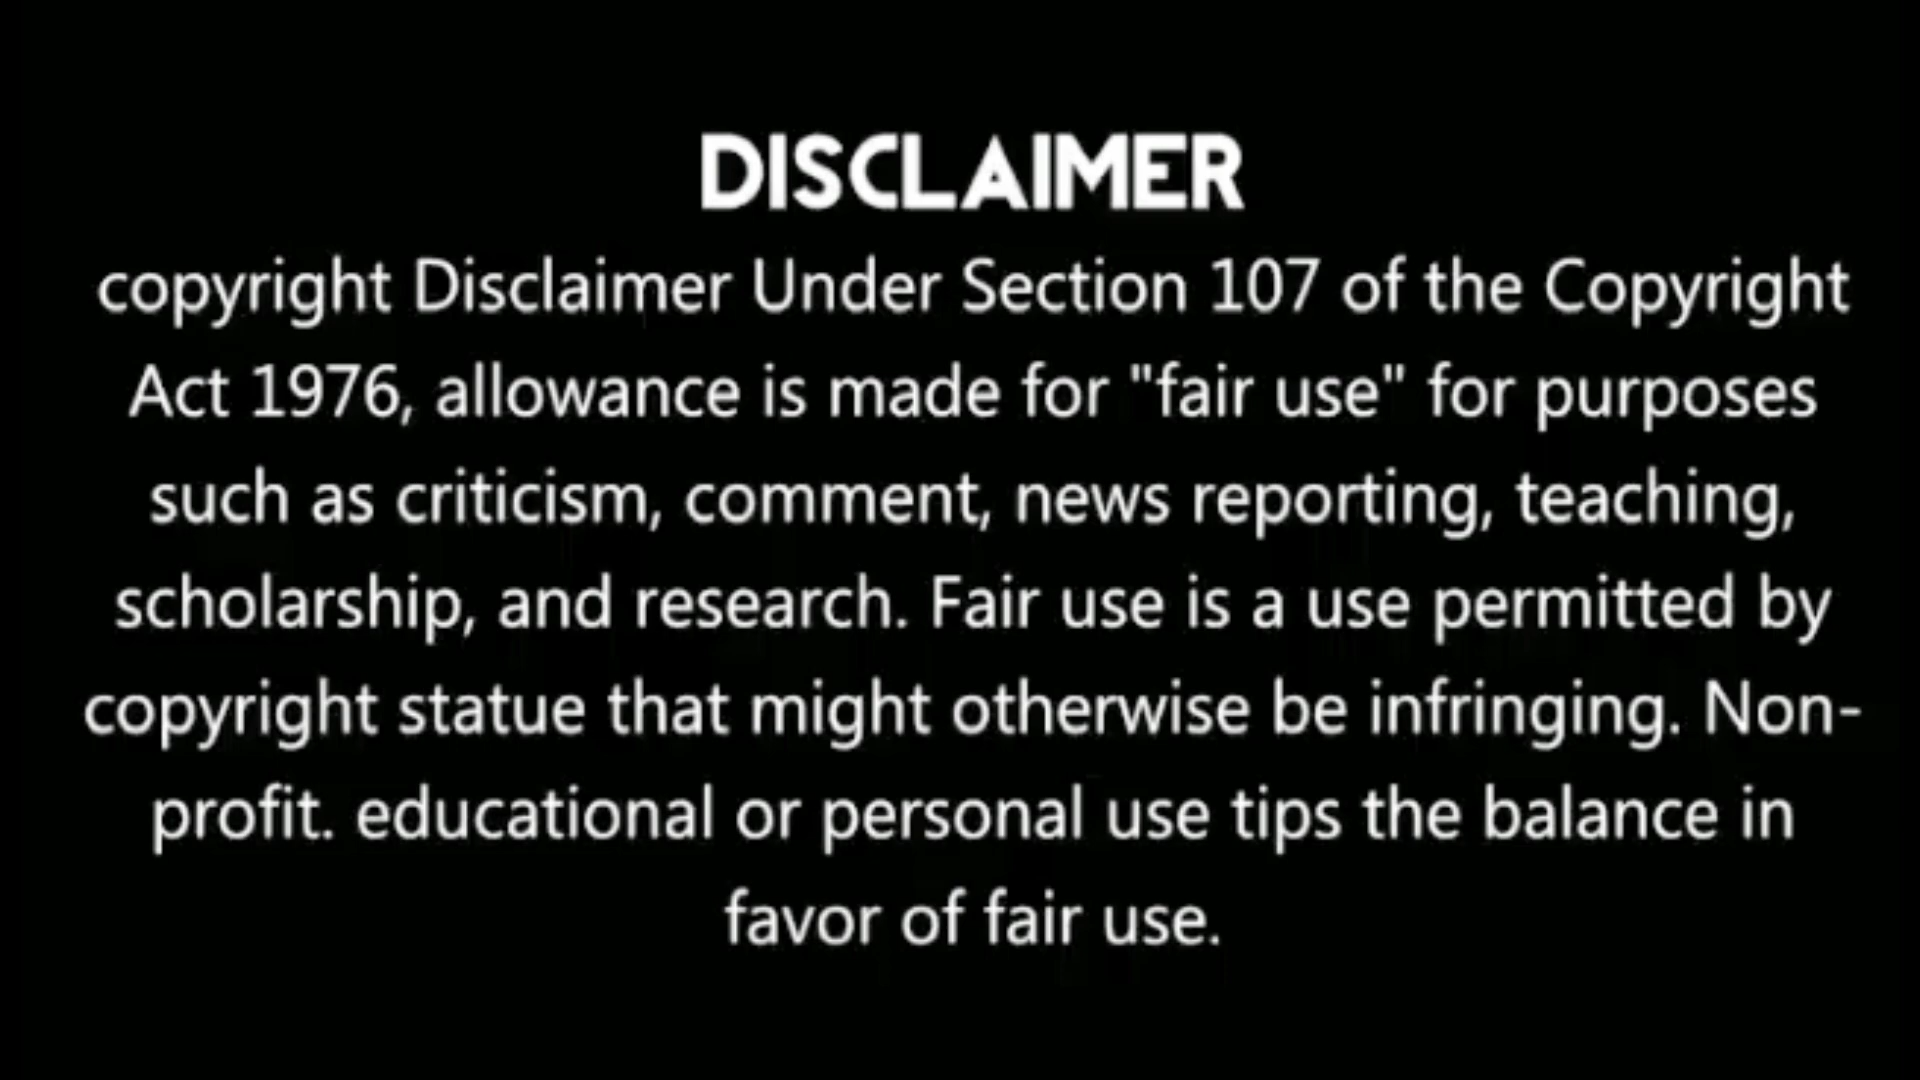 DISCLAIMER
copyright Disclaimer Under Section 107 of the Copyright
Act 1976, allowance is made for "fair use" for purposes
such as criticism, comment, news reporting, teaching,
scholarship, and research. Fair use is a use permitted by
copyright statue that might otherwise be infringing. Non-
profit. educational or personal use tips the balance in
favor of fair use.